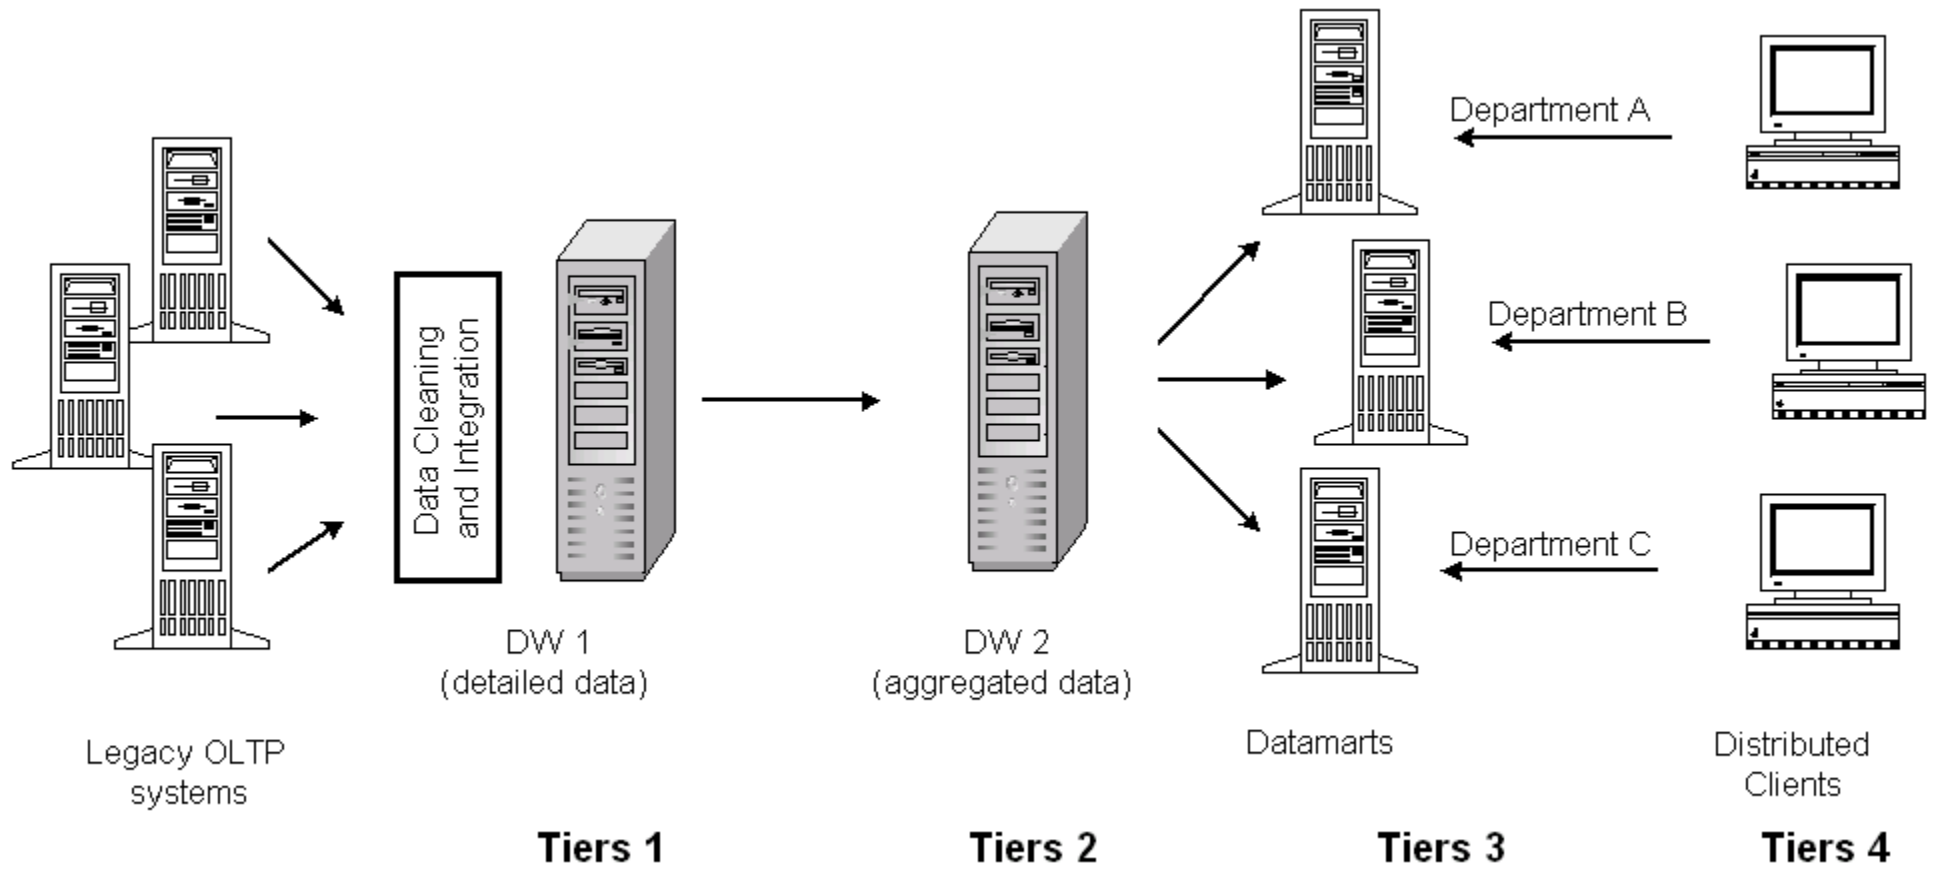 Department A
Department B
Department C
Data Cleaning
and Integration
DW 1
(detailed data)
DW 2
(aggregated data)
Legacy OLTP
systems
Datamarts
Distributed
Clients
Tiers 1
Tiers 2
Tiers 3
Tiers 4